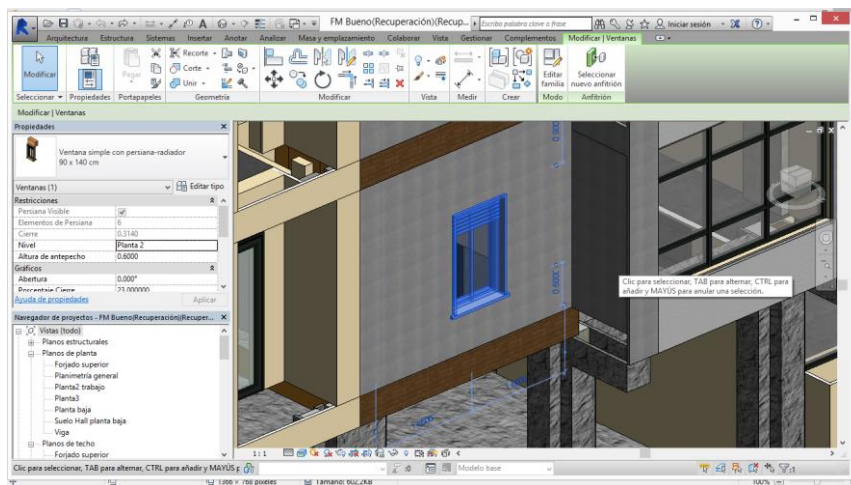 FM Bueno(Recuperación)(Recup...
Escriba palabra clave o frase
Iniciar sesión
Arquitectura Estructura Sistemas Insertar Anotar Analizar Masa y emplazamiento Colaborar Vista Gestionar Complementos Modificar | Ventanas
Modificar
Pegar
Recorte
Corte
Unir
Editar familia
Seleccionar nuevo anfitrión
Seleccionar Propiedades Portapapeles Geometría Modificar Vista Medir Crear Modo Anfitrión
Modificar | Ventanas
Propiedades
Ventana simple con persiana-radiador
90 x 140 cm
Ventanas (1) Editar tipo
Restricciones
Persiana Visible
Elementos de Persiana 6
Cierre 0.3140
Nivel Planta 2
Altura de antepecho 0.6000
Gráficos
Abertura 0.000°
Porcentaje Cierre 23.000000
Ayuda de propiedades Aplicar
Navegador de proyectos - FM Bueno(Recuperación)(Recuper...
Vistas (todo)
Planos estructurales
Planos de planta
Forjado superior
Planimetría general
Planta2 trabajo
Planta3
Planta baja
Suelo Hall planta baja
Viga
Planos de techo
Forjado superior
0.6000
Clic para seleccionar, TAB para alternar, CTRL para
añadir y MAYÚS para anular una selección.
1:1
Clic para seleccionar, TAB para alternar, CTRL para añadir y MAYÚS p
:0 Modelo base
1366 × 768 píxeles Tamaño: 602,2KB 100%